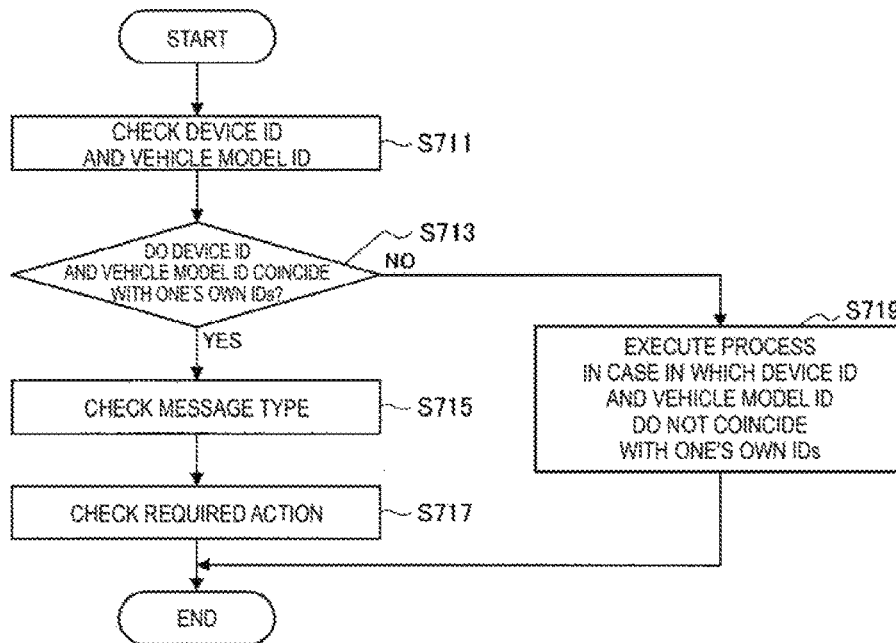 START
CHECK DEVICE ID
AND VEHICLE MODEL ID
S711
DO DEVICE ID
AND VEHICLE MODEL ID COINCIDE
WITH ONE'S OWN IDs?
S713
NO
YES
CHECK MESSAGE TYPE
S715
CHECK REQUIRED ACTION
S717
S719
EXECUTE PROCESS
IN CASE IN WHICH DEVICE ID
AND VEHICLE MODEL ID
DO NOT COINCIDE
WITH ONE'S OWN IDs
END